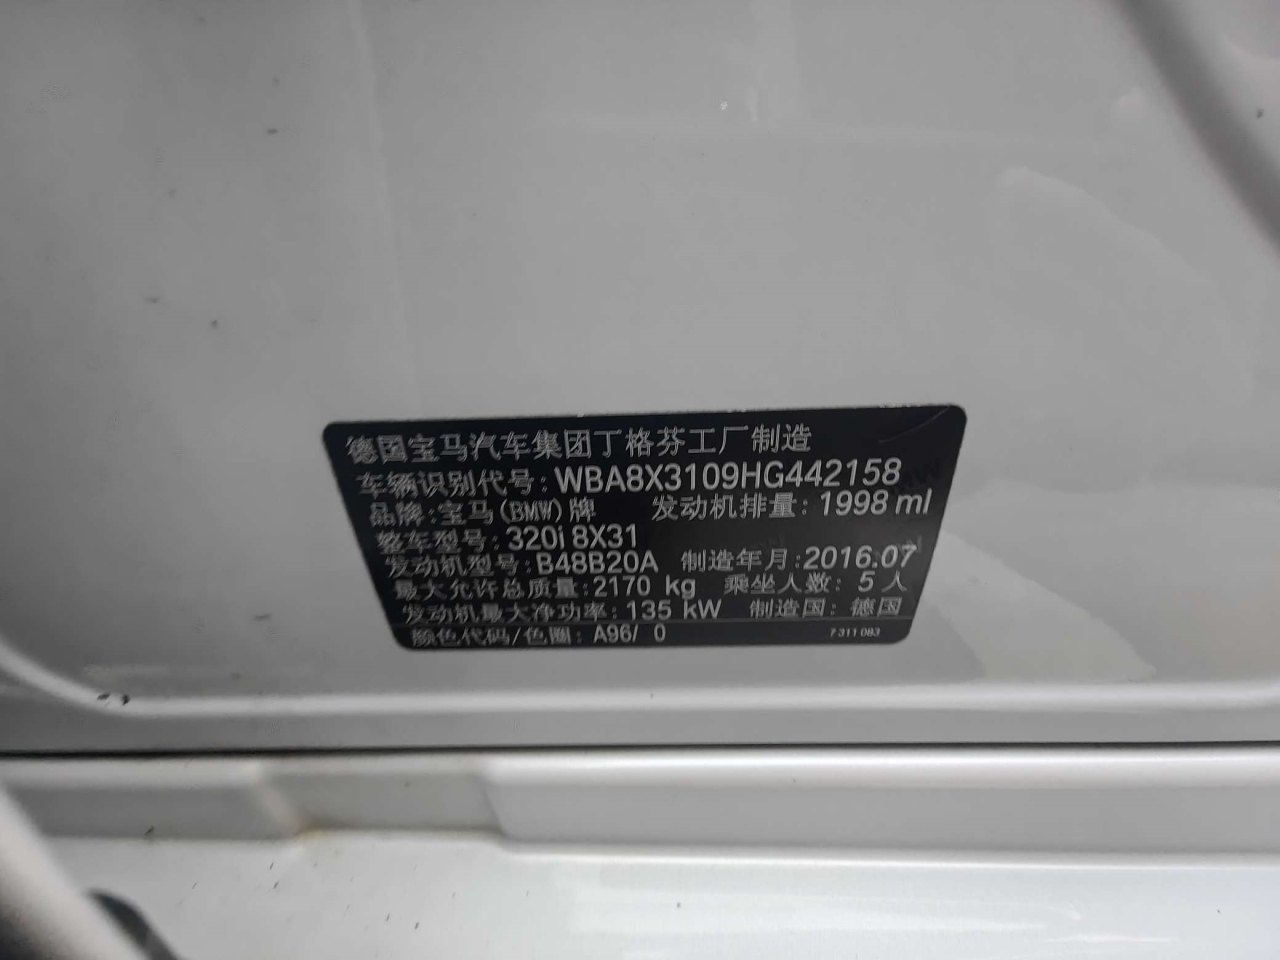 德国宝马汽车集团丁格芬工厂制造
车辆识别代号: WBA8X3109HG442158
品牌: 宝马(BMW)牌 发动机排量: 1998 ml
整车型号: 320i 8X31
发动机型号: B48B20A 制造年月: 2016.07
最大允许总质量: 2170 kg 乘坐人数: 5 人
发动机最大净功率: 135 kW 制造国: 德国
颜色代码/色圈: A96/ 0 7 311 083